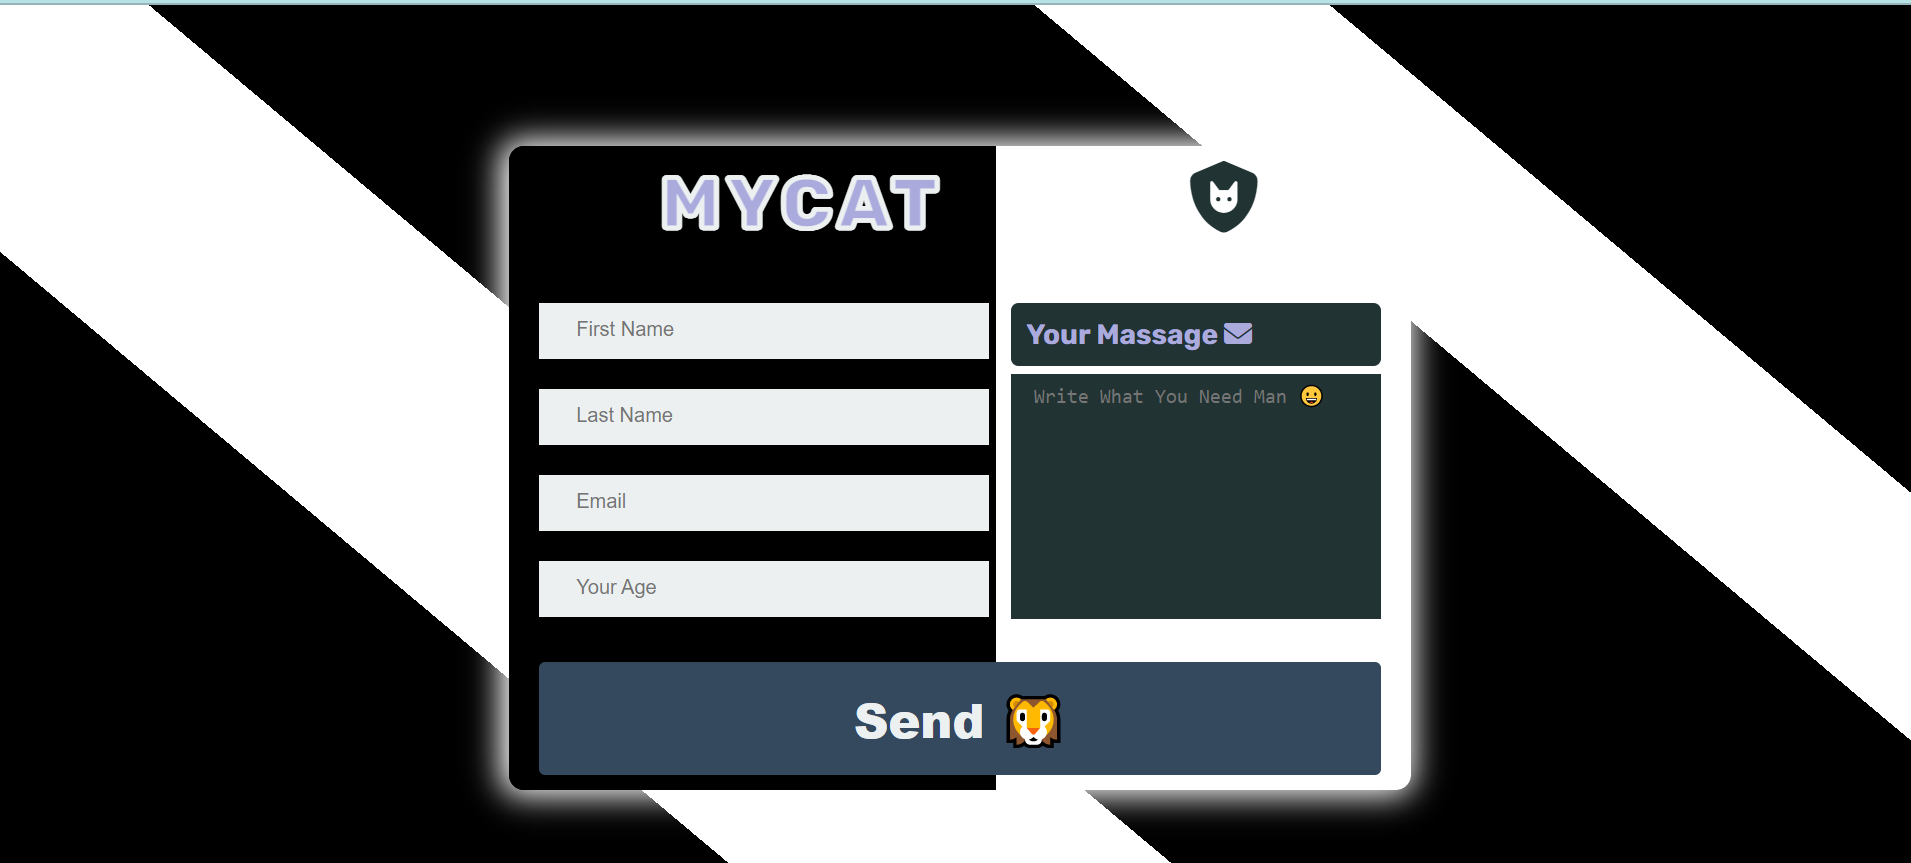 MYCAT
First Name
Last Name
Email
Your Age
Your Massage
Write What You Need Man 😀
Send 🦁